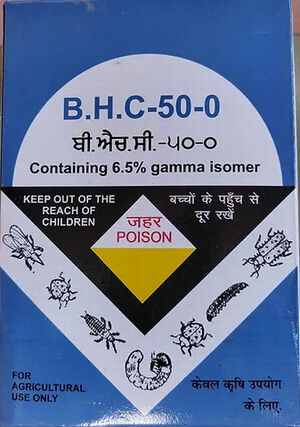 B.H.C-50-0
बी.एच.सी.-५०-०
Containing 6.5% gamma isomer
KEEP OUT OF THE
REACH OF
CHILDREN
जहर
POISON
बच्चों के पहुँच से
दूर रखें
FOR
AGRICULTURAL
USE ONLY
केवल कृषि उपयोग
के लिए.